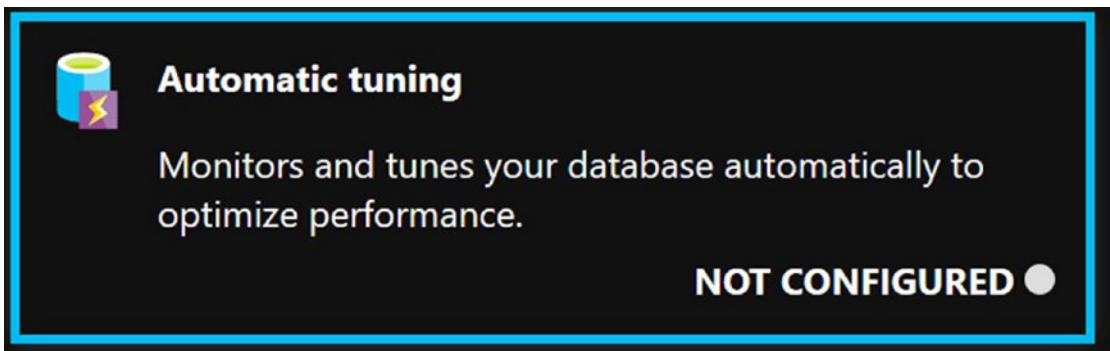 Automatic tuning
Monitors and tunes your database automatically to
optimize performance.
NOT CONFIGURED